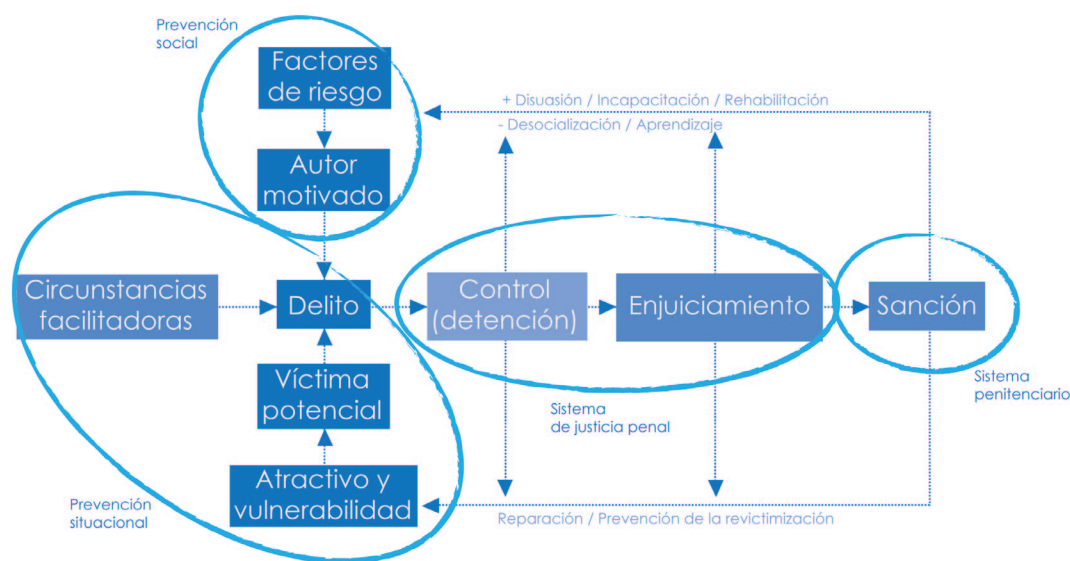 Prevención
social
Factores
de riesgo
+ Disuasión / Incapacitación / Rehabilitación
- Desocialización / Aprendizaje
Autor
motivado
Circunstancias
facilitadoras
Delito
Control
(detención)
Enjuiciamiento
Sanción
Víctima
potencial
Sistema
de justicia penal
Sistema
penitenciario
Atractivo y
vulnerabilidad
Prevención
situacional
Reparación / Prevención de la revictimización